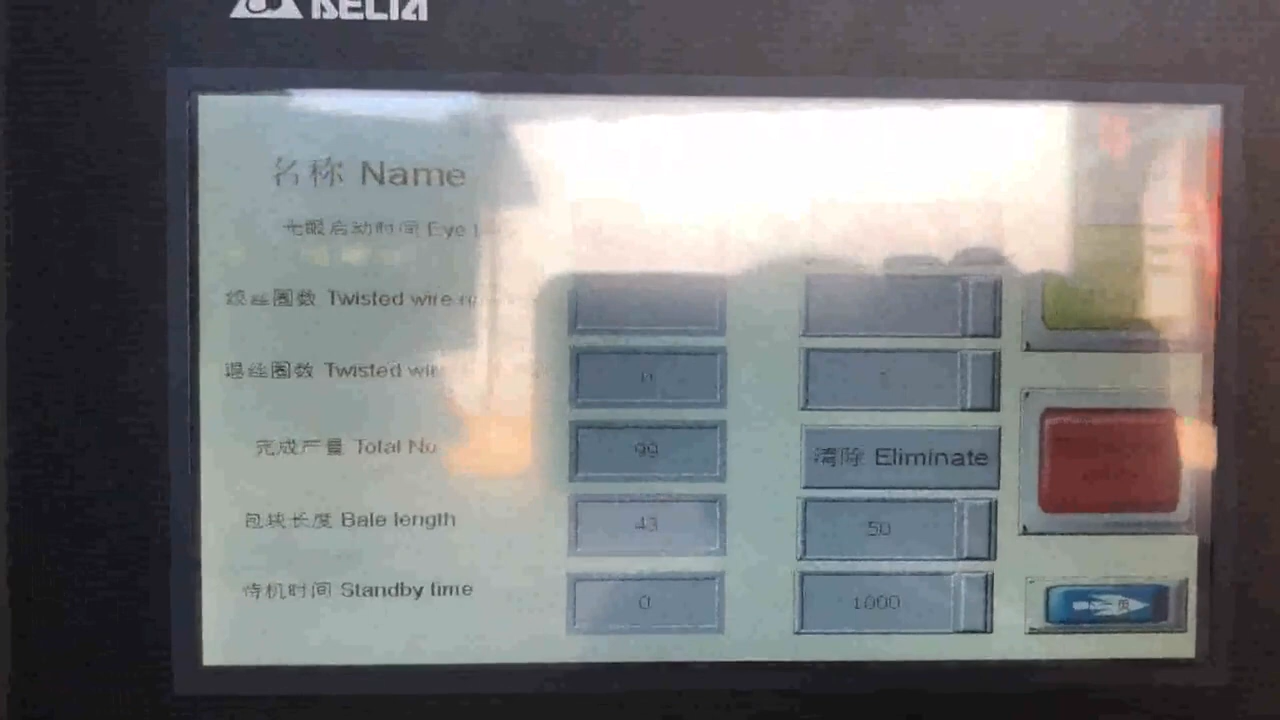 DELTA
名称 Name
光眼启动时间 Eye
绞丝圈数 Twisted wire
退丝圈数 Twisted
0
完成产量 Total No
99
清除 Eliminate
包块长度 Bale length
43
50
待机时间 Standby time
0
1000